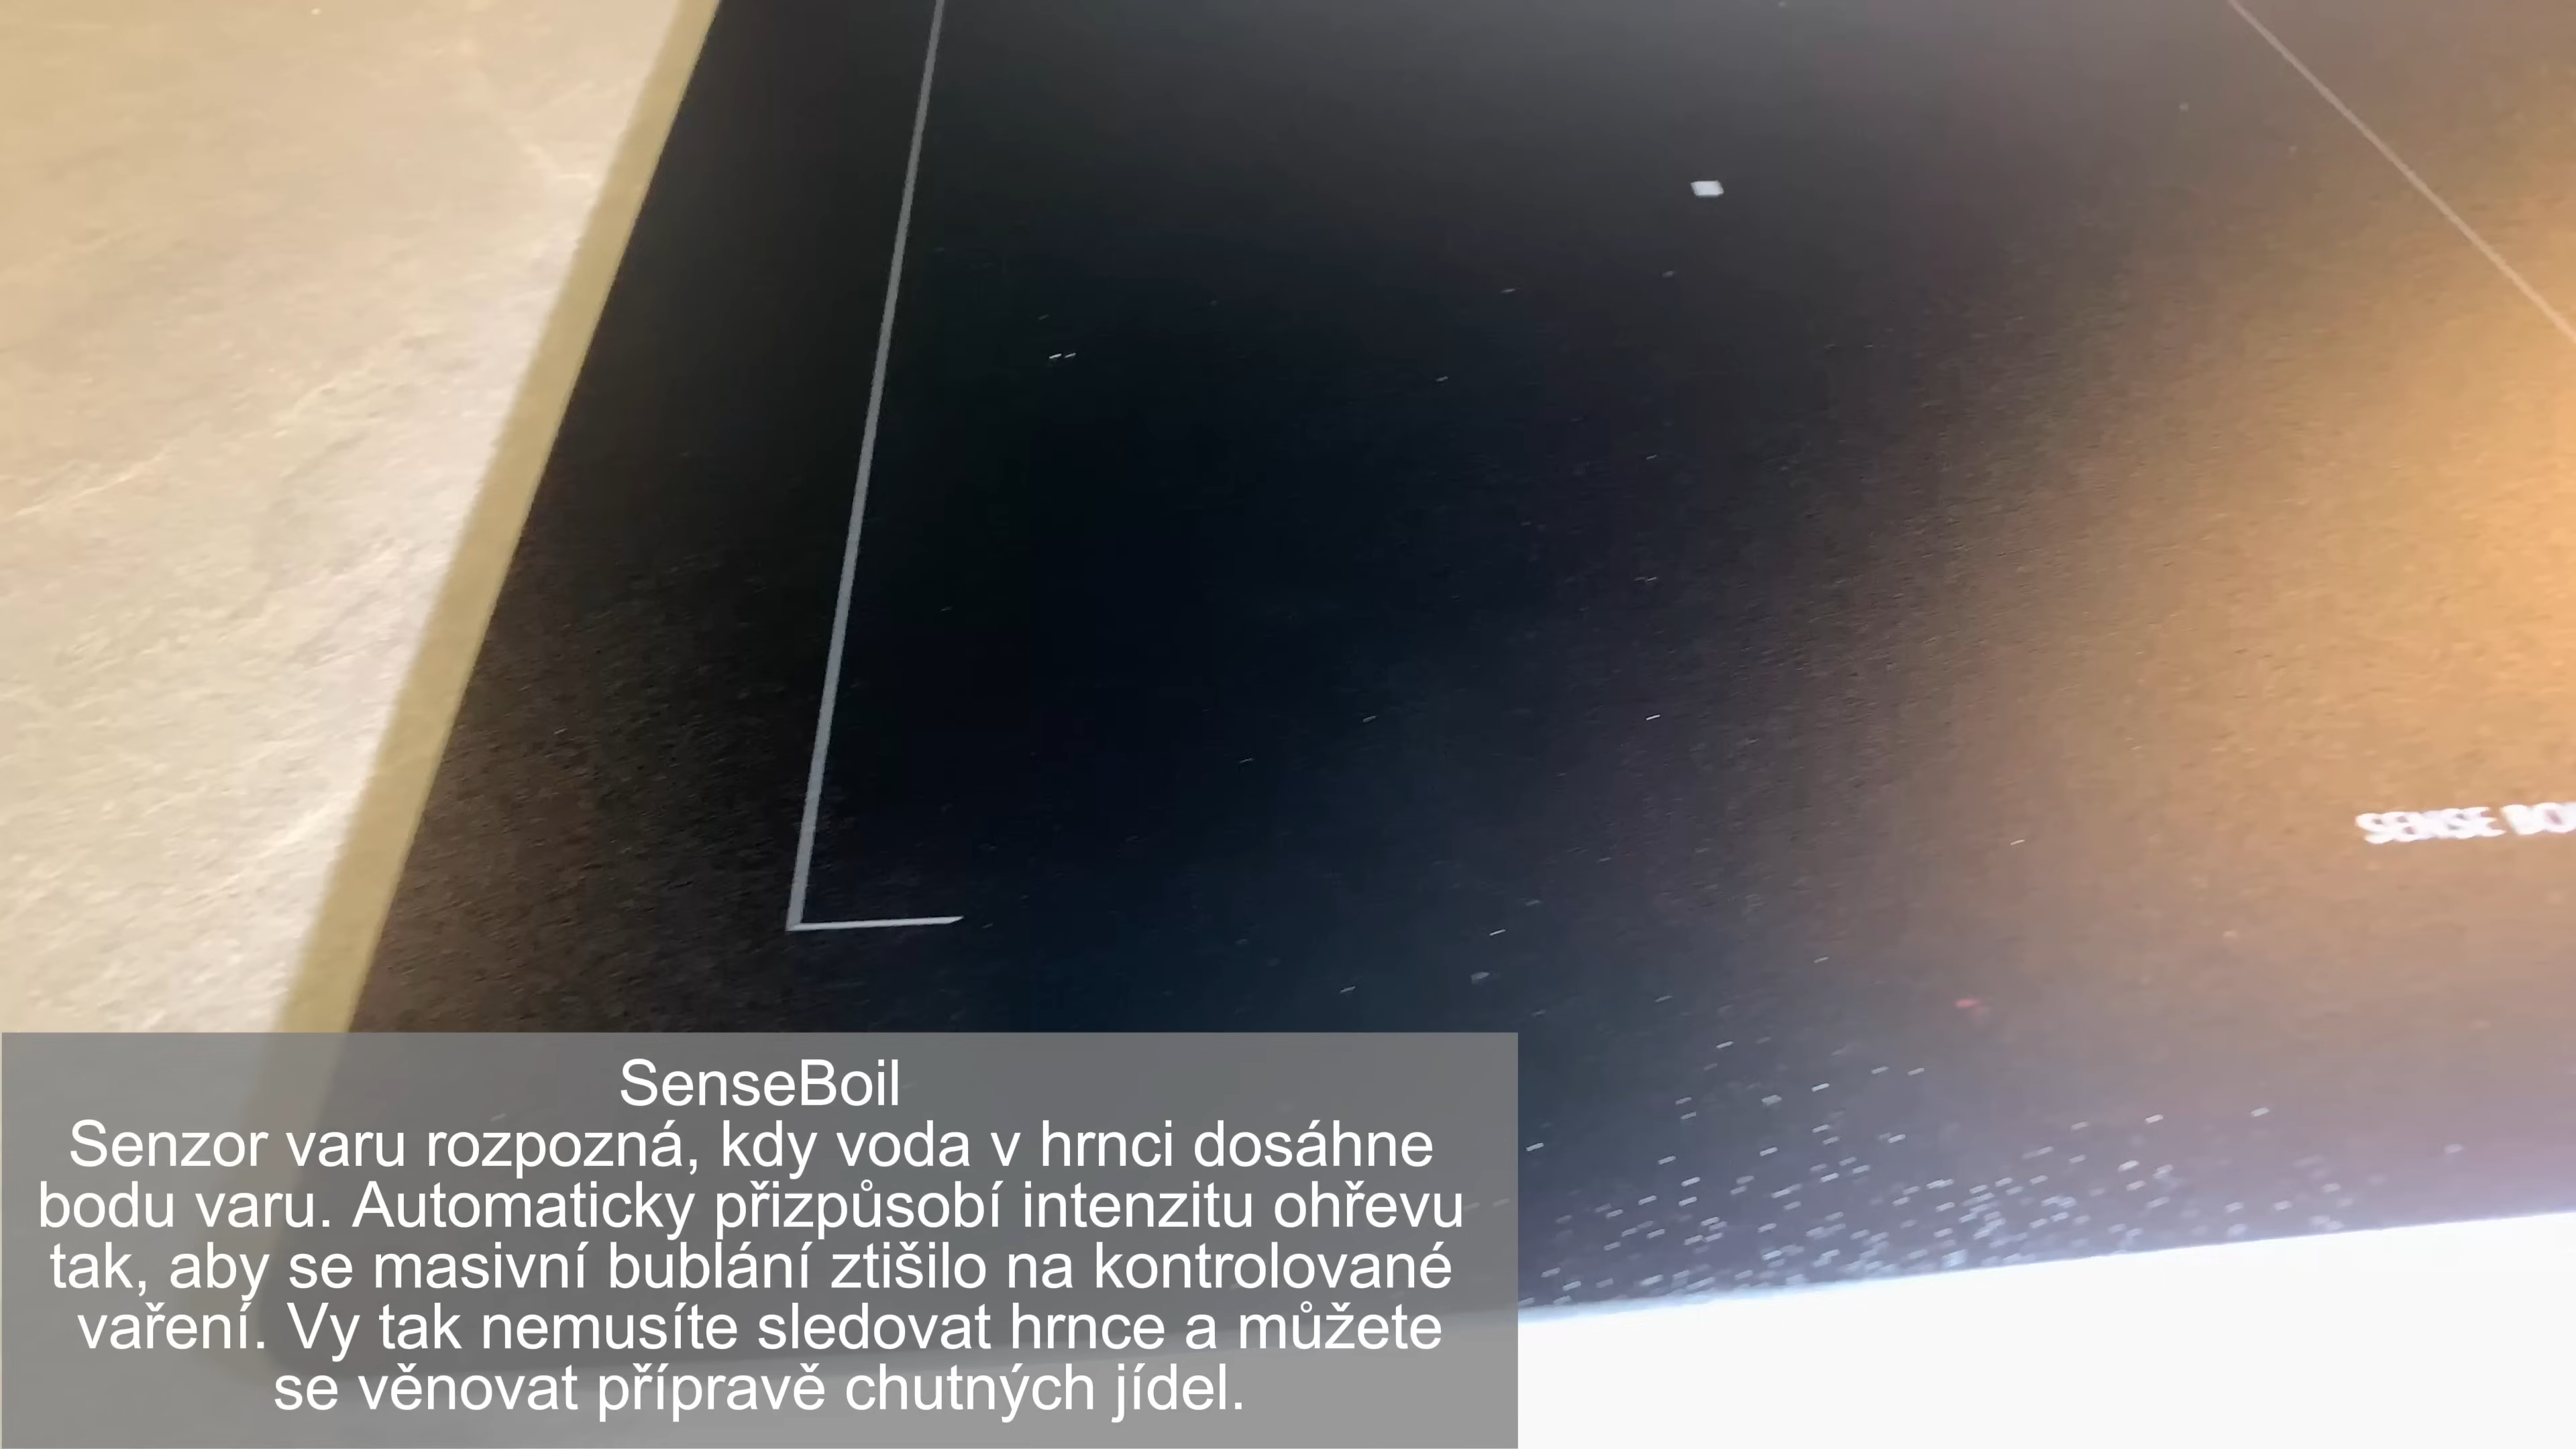 SENSE
SenseBoil
Senzor varu rozpozná, kdy voda v hrnci dosáhne
bodu varu. Automaticky přizpůsobí intenzitu ohřevu
tak, aby se masivní bublání ztišilo na kontrolované
vaření. Vy tak nemusíte sledovat hrnce a můžete
se věnovat přípravě chutných jídel.